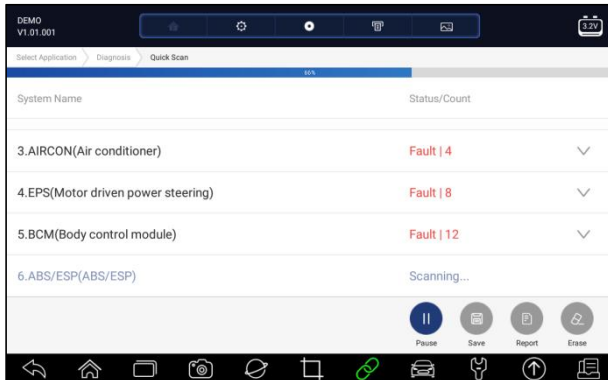 DEMO
V1.01.001
3.2V
Select Application Diagnosis Quick Scan
66%
System Name Status/Count
3.AIRCON(Air conditioner) Fault | 4
4.EPS(Motor driven power steering) Fault | 8
5.BCM(Body control module) Fault | 12
6.ABS/ESP(ABS/ESP) Scanning...
Pause Save Report Erase